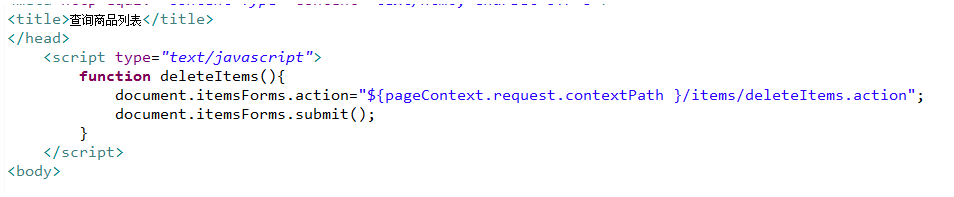 <title>查询商品列表</title>
</head>
<script type="text/javascript">
function deleteItems(){
document.itemsForms.action="${pageContext.request.contextPath }/items/deleteItems.action";
document.itemsForms.submit();
}
</script>
<body>